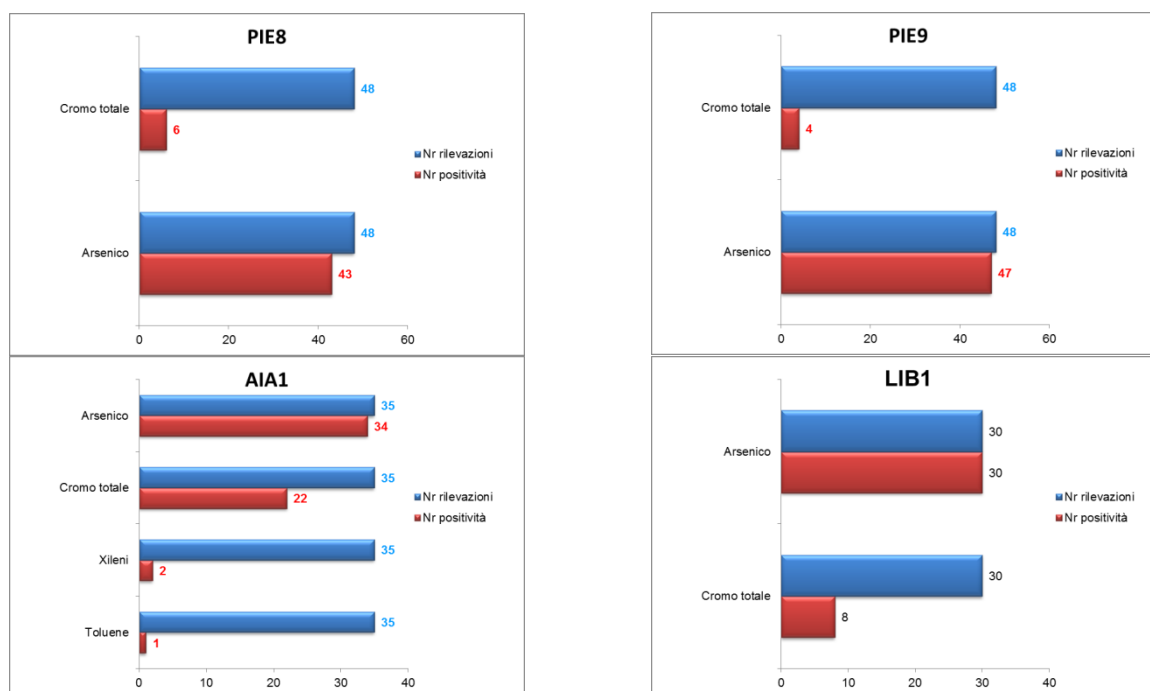 PIE8
Cromo totale
48
6
Arsenico
48
43
Nr rilevazioni
Nr positività
0 20 40 60
PIE9
Cromo totale
48
4
Arsenico
48
47
Nr rilevazioni
Nr positività
0 20 40 60
AIA1
Arsenico
35
34
Cromo totale
35
22
Xileni
35
2
Toluene
35
1
Nr rilevazioni
Nr positività
0 10 20 30 40
LIB1
Arsenico
30
30
Cromo totale
30
8
Nr rilevazioni
Nr positività
0 10 20 30 40